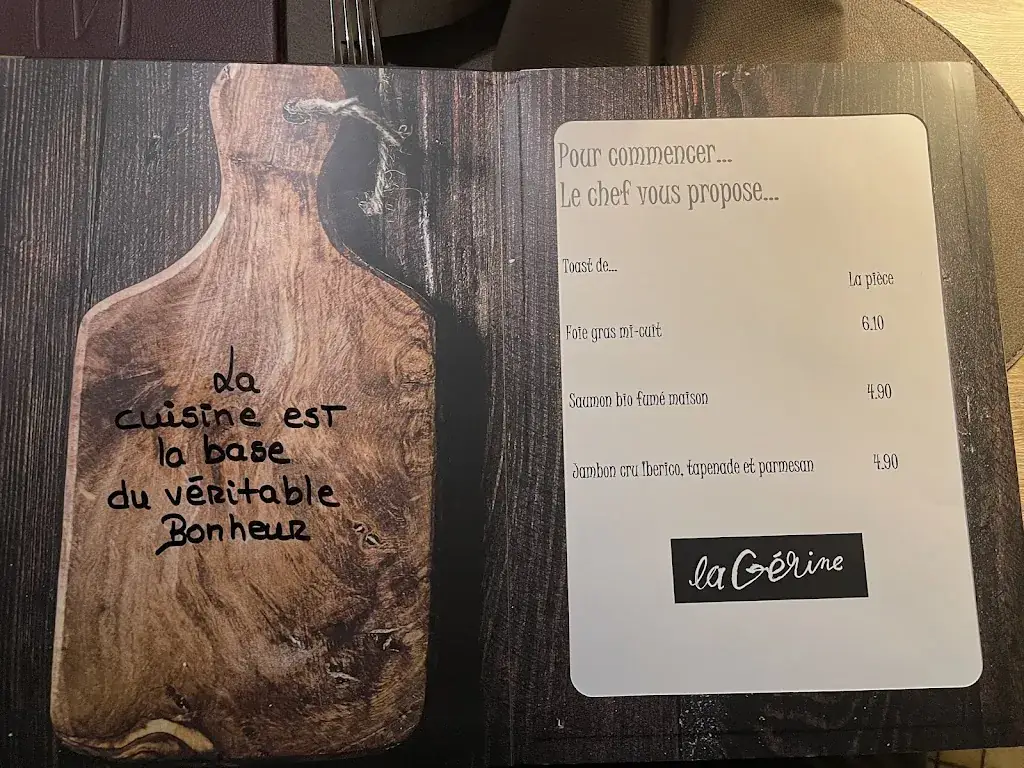 La
cuisine est
la base
du véritable
Bonheur
Pour commencer...
Le chef vous propose...
Toast de...
La pièce
Foie gras mi-cuit 6.10
Saumon bio fumé maison 4.90
Jambon cru Iberico, tapenade et parmesan 4.90
la Gérine